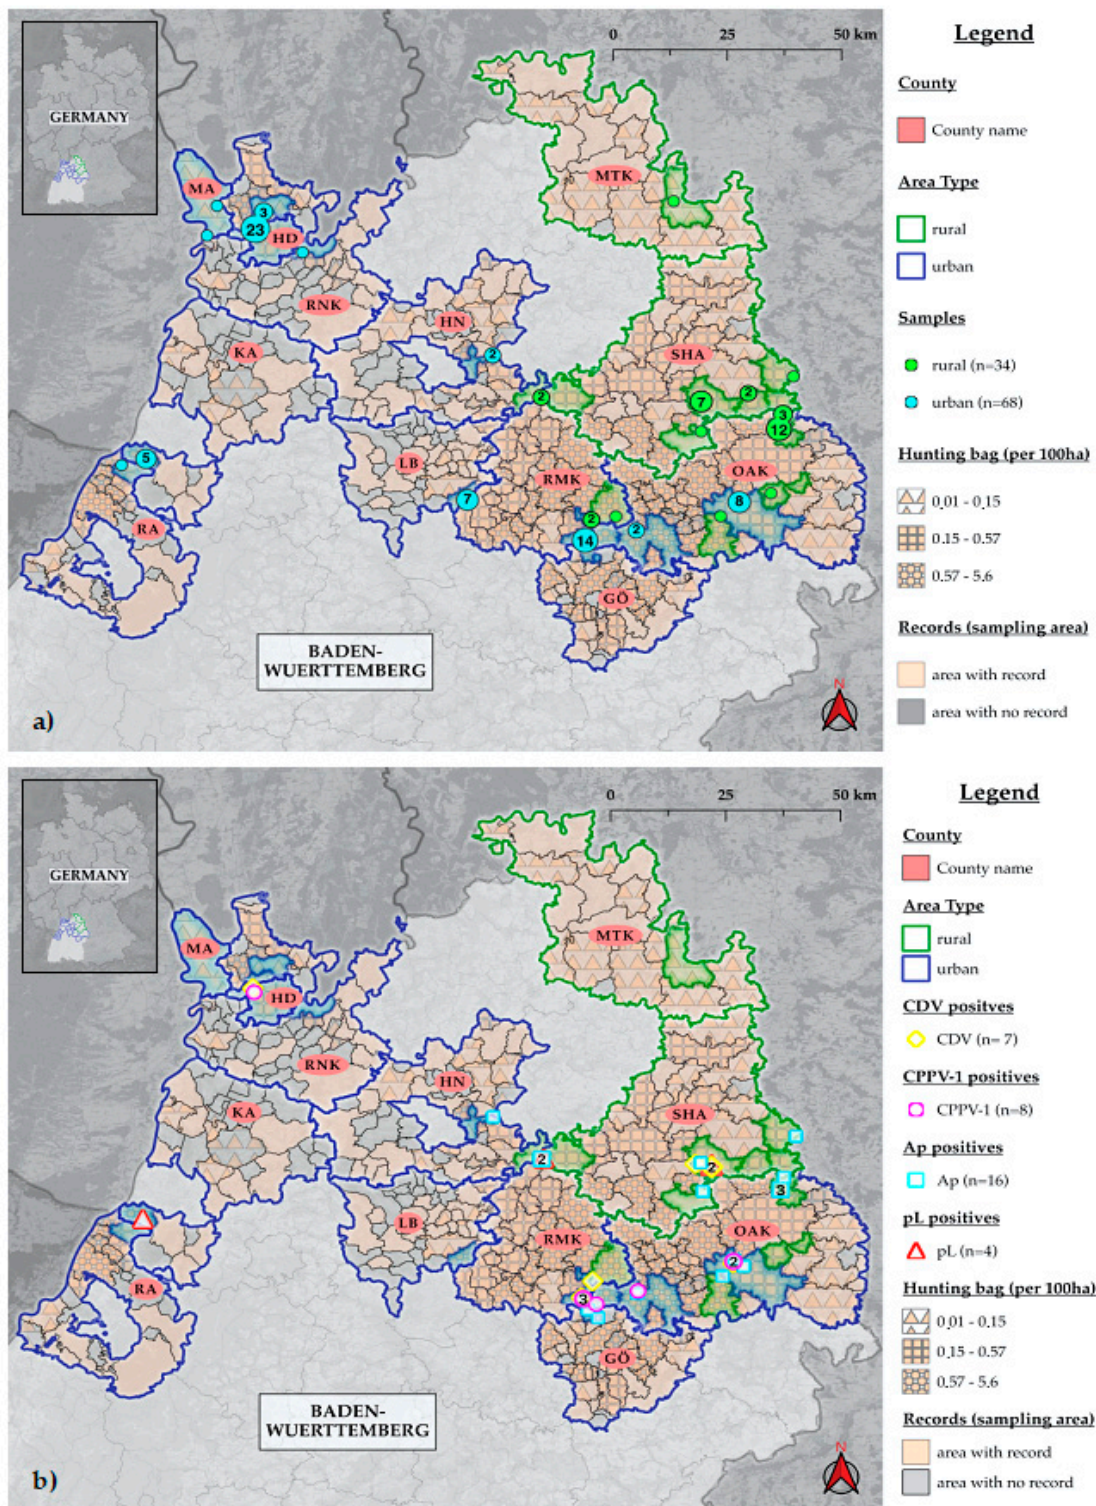 0 25 50 km
GERMANY
MA
3
23
HD
RNK
KA
HN
2
MTK
SHA
2
7
2
3
12
5
RA
LB
7
RMK
OAK
8
2
2
14
GÖ
BADEN-
WUERTTEMBERG
N
a)
Legend
County
County name
Area Type
rural
urban
Samples
rural (n=34)
urban (n=68)
Hunting bag (per 100ha)
0,01 - 0,15
0.15 - 0.57
0.57 - 5.6
Records (sampling area)
area with record
area with no record
0 25 50 km
GERMANY
MA
HD
RNK
KA
HN
MTK
SHA
2
2
3
RA
LB
RMK
OAK
2
3
GÖ
BADEN-
WUERTTEMBERG
N
b)
Legend
County
County name
Area Type
rural
urban
CDV positves
CDV (n= 7)
CPPV-1 positives
CPPV-1 (n=8)
Ap positives
Ap (n=16)
pL positives
pL (n=4)
Hunting bag (per 100ha)
0,01 - 0.15
0.15 - 0.57
0.57 - 5.6
Records (sampling area)
area with record
area with no record